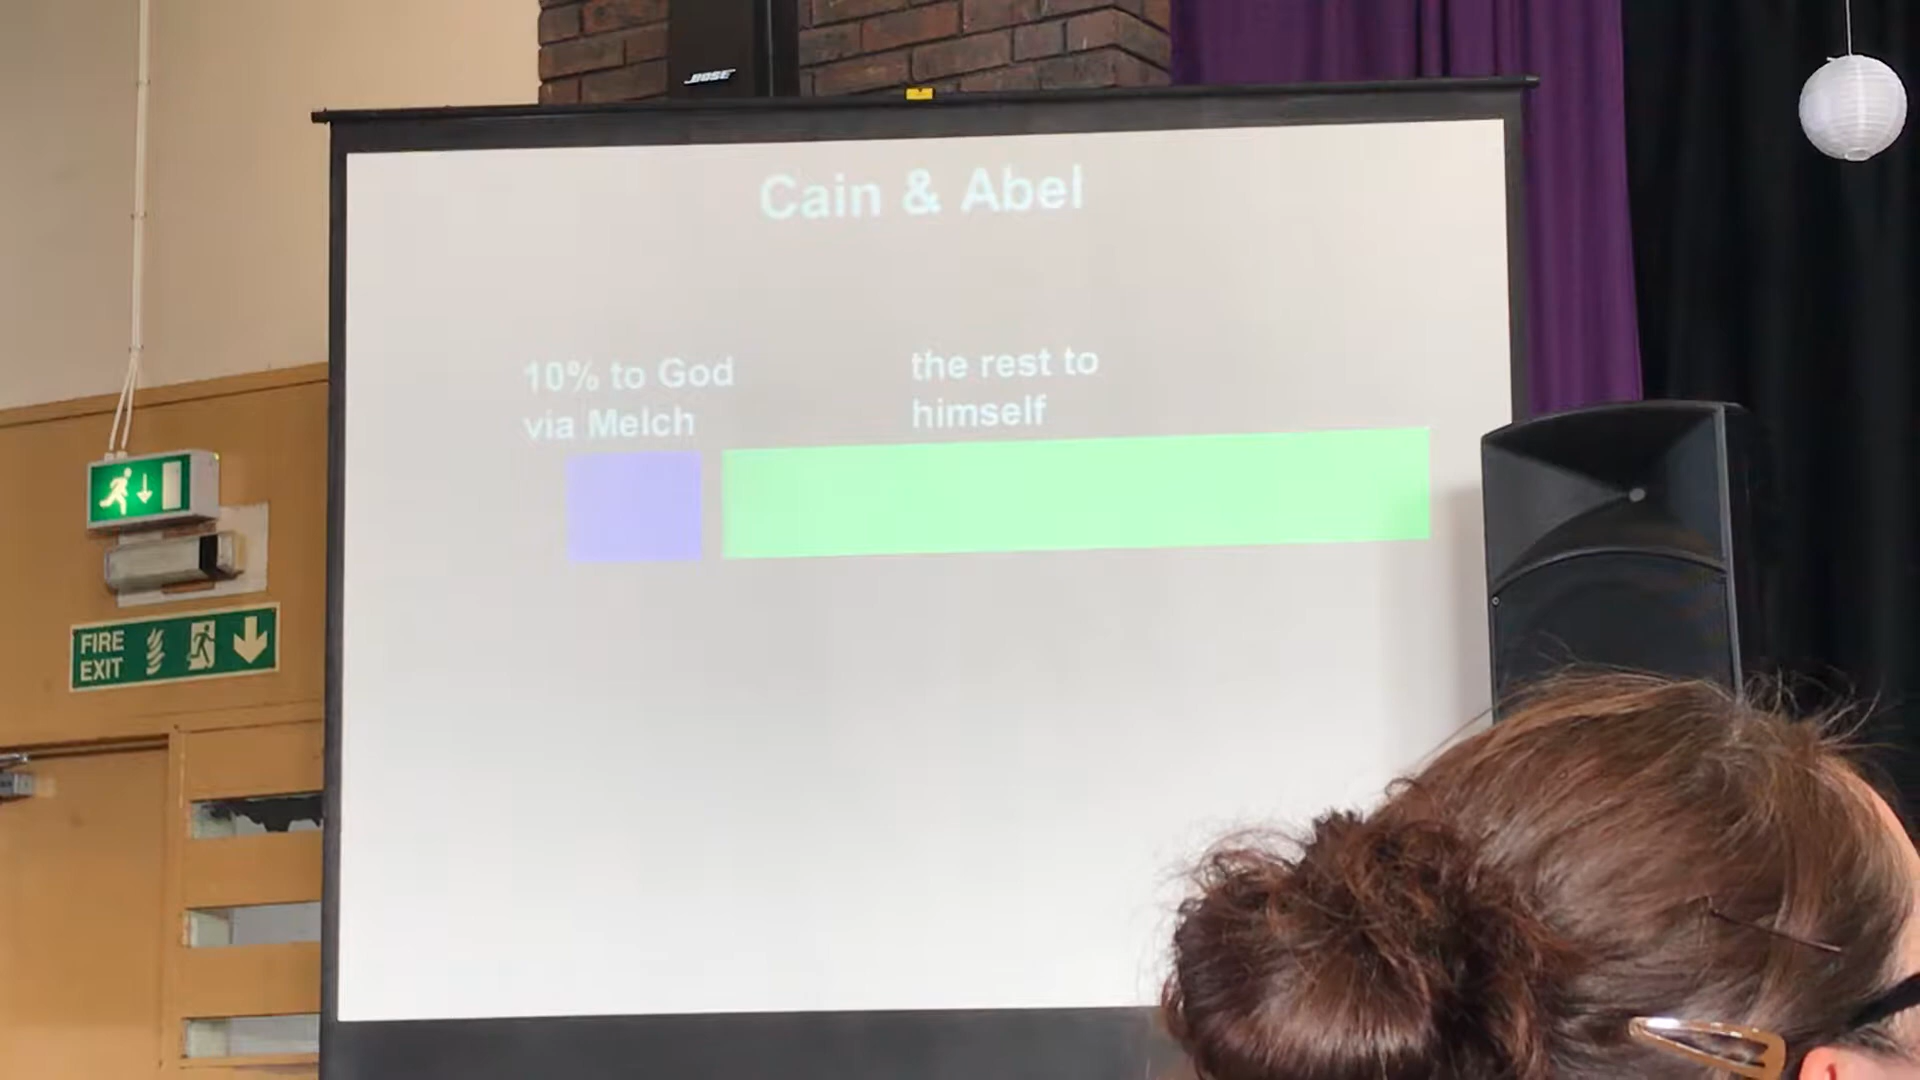 BOSE
Cain & Abel
10% to God
via Melch
the rest to
himself
FIRE
EXIT